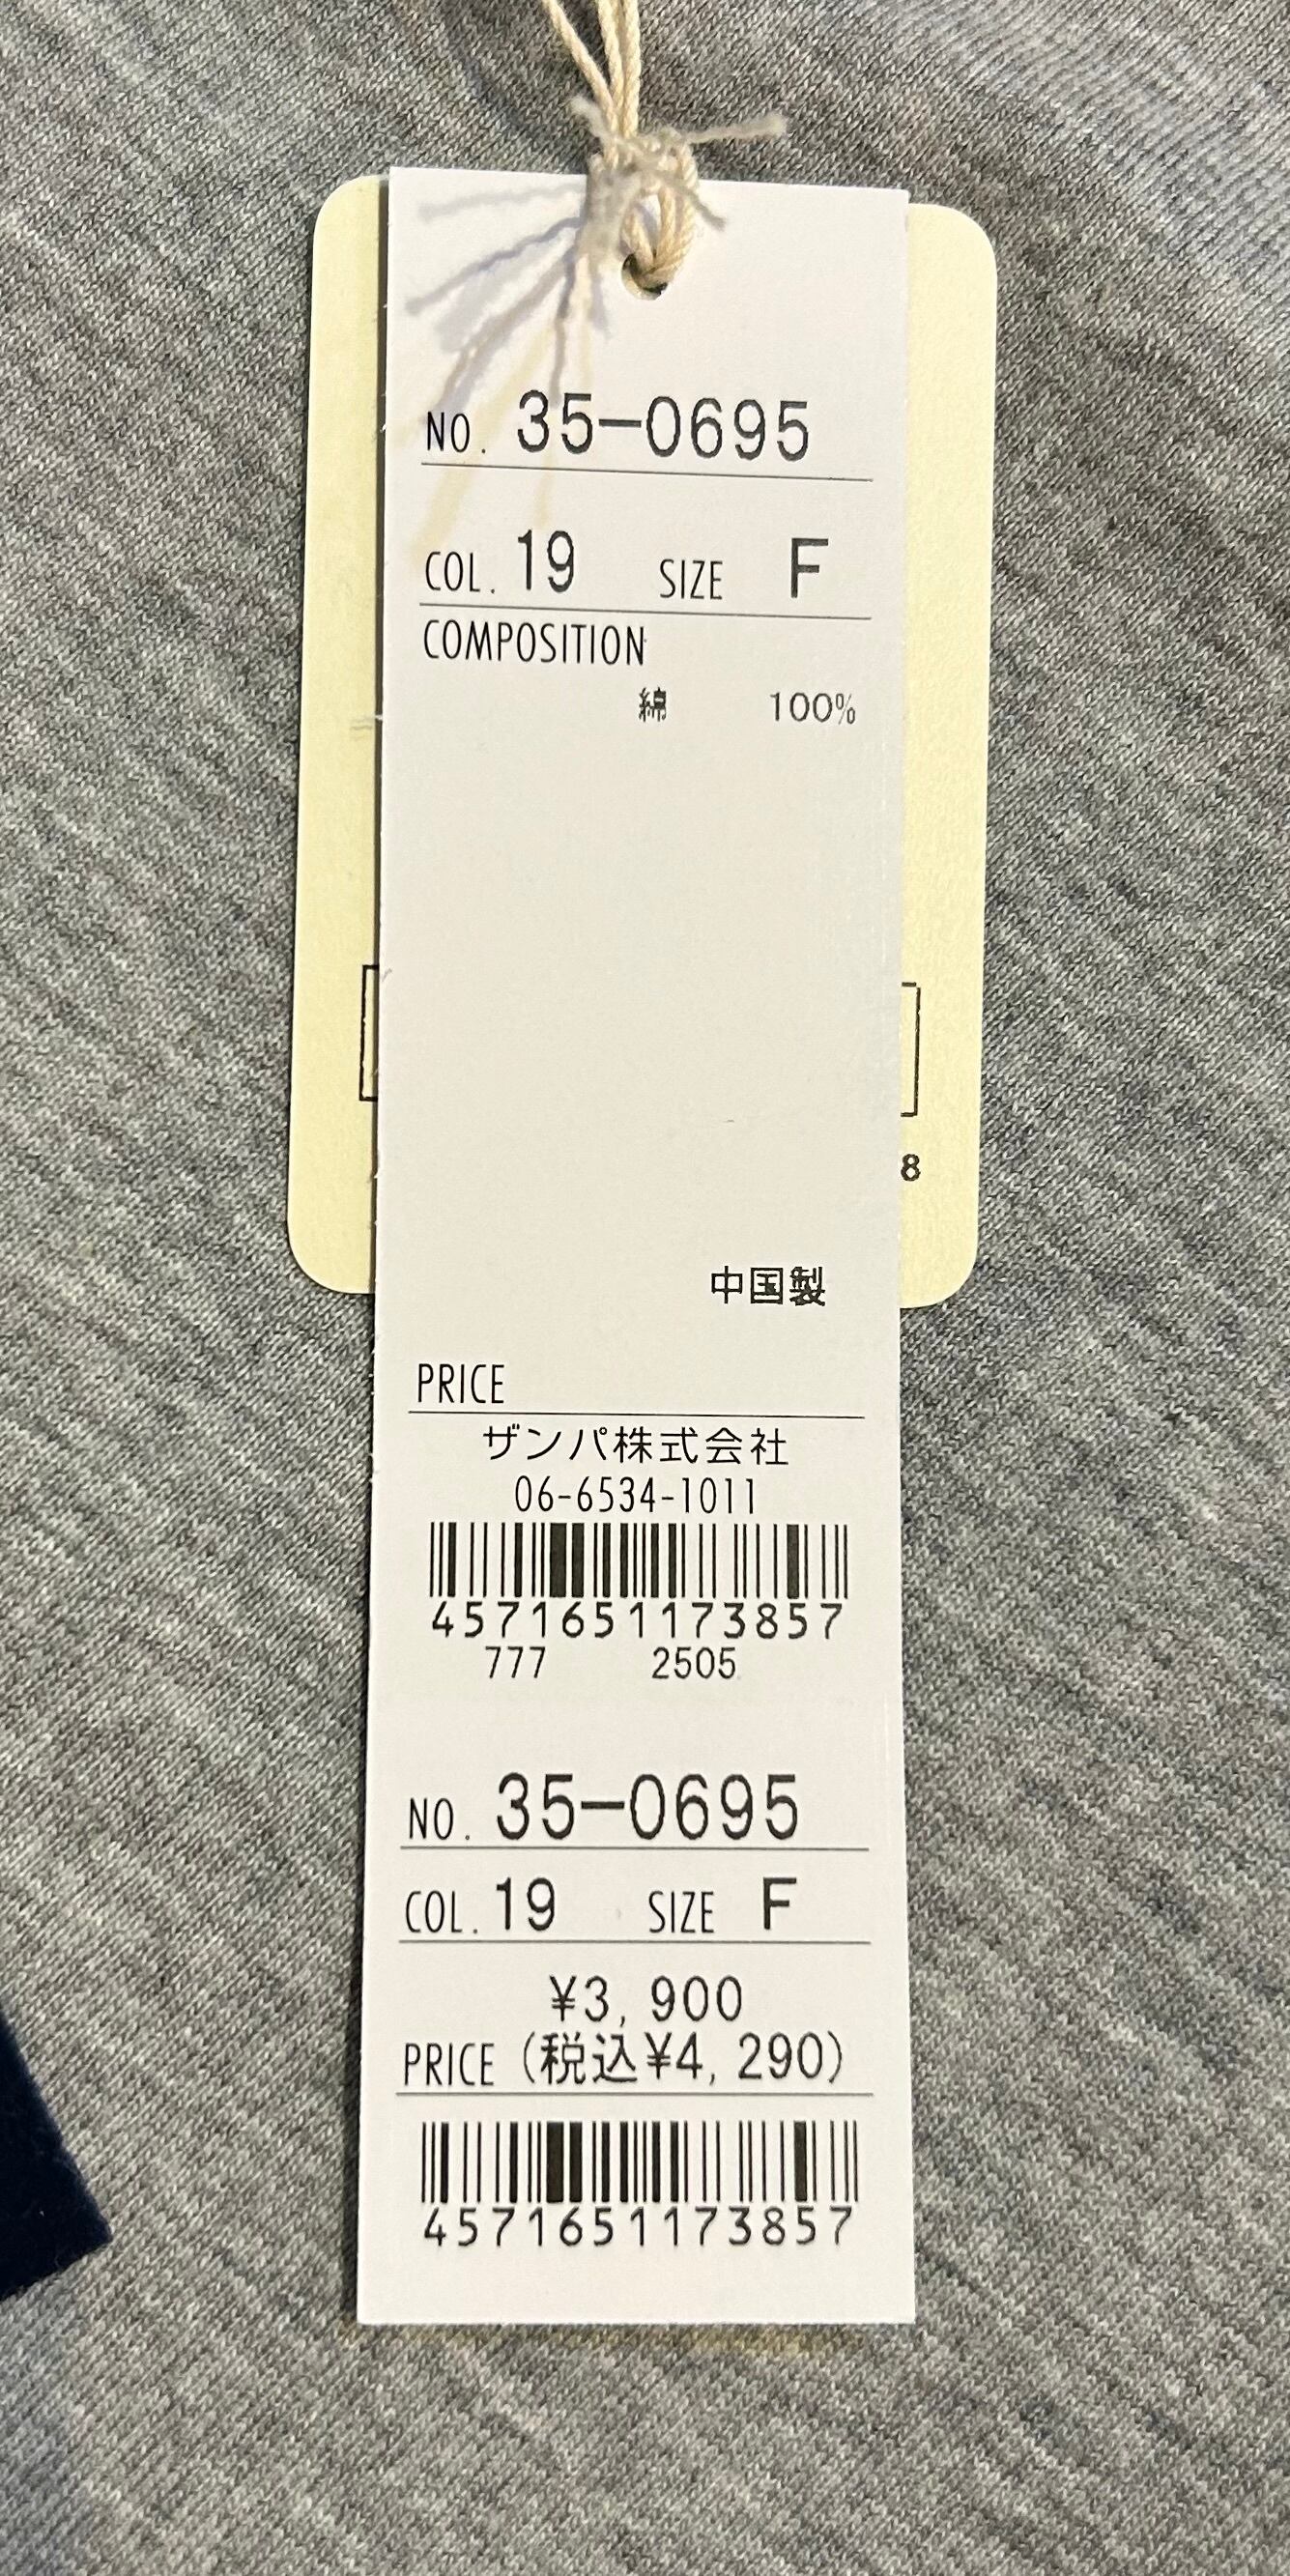 NO. 35-0695
COL. 19 SIZE F
COMPOSITION
綿 100%
8
中国製
PRICE
ザンパ株式会社
06-6534-1011
4571651173857
777 2505
NO. 35-0695
COL. 19 SIZE F
¥3,900
PRICE (税込¥4,290)
4571651173857